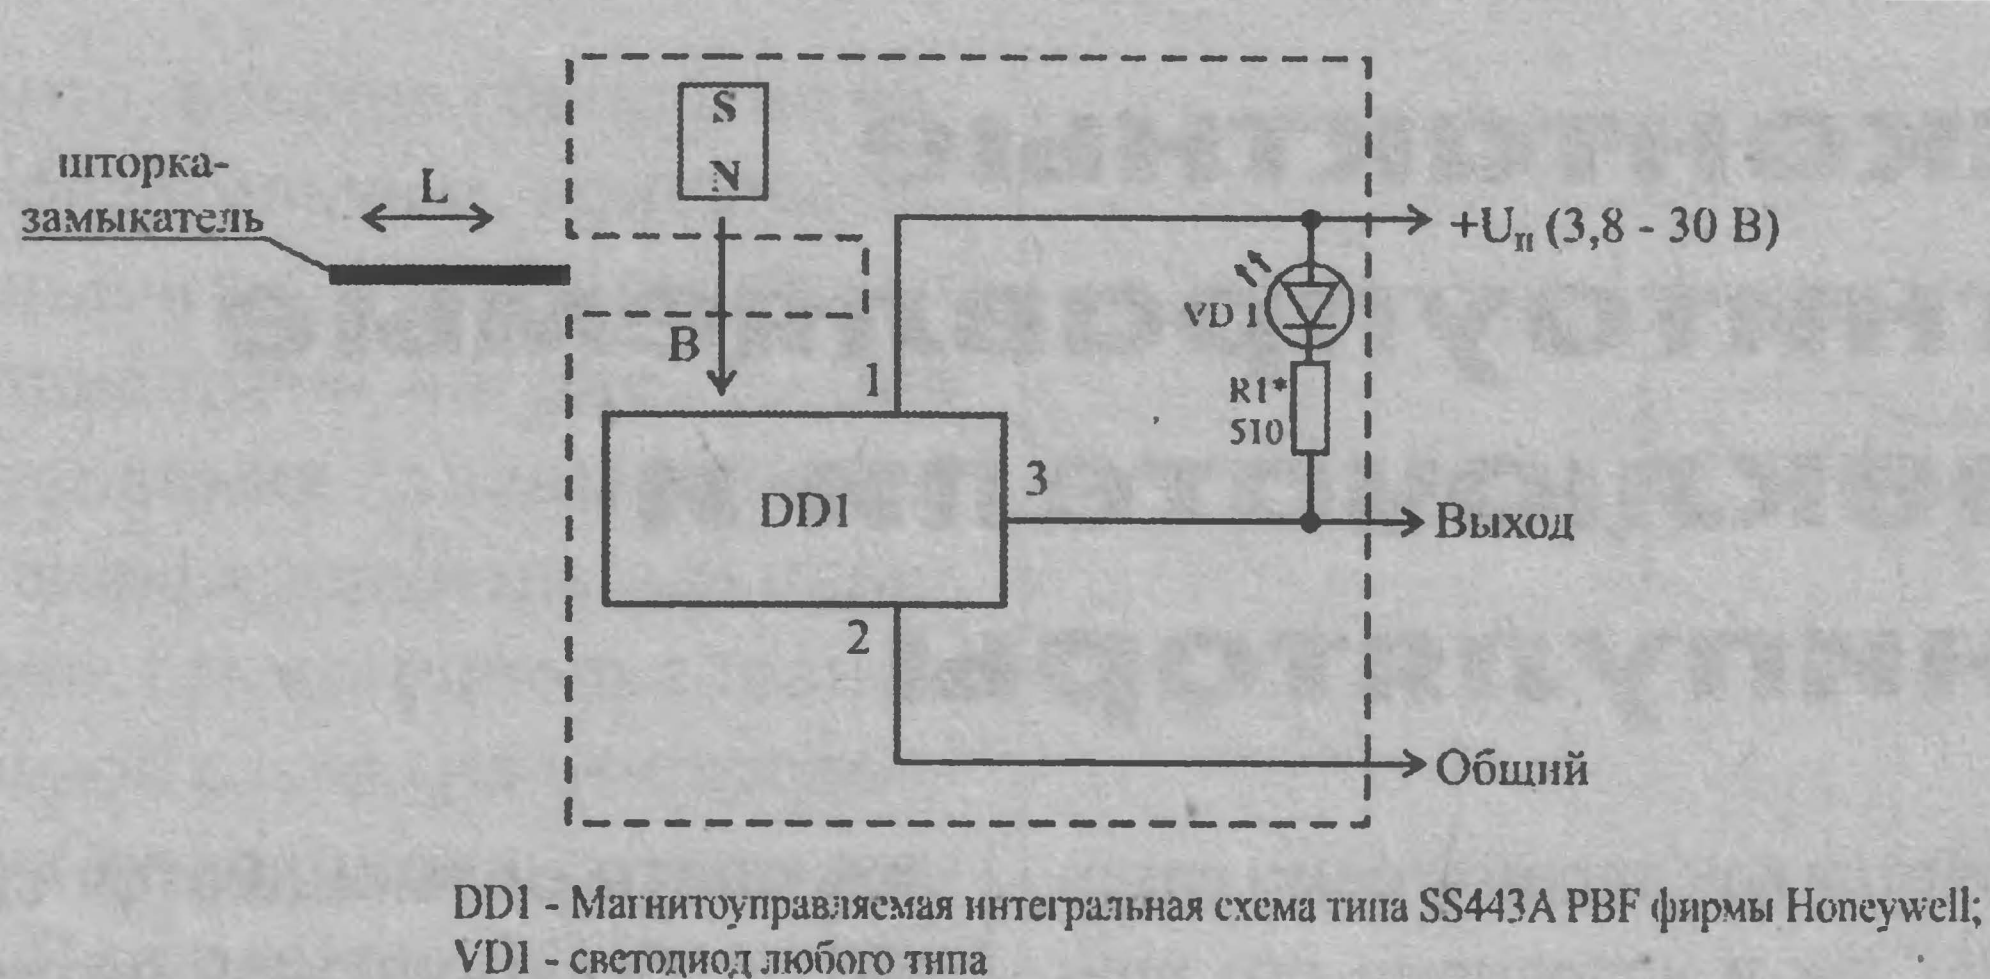 S
N
шторка-
замыкатель
L
+Uп (3,8 - 30 В)
VD 1
B
1
R1*
510
3
DD1
Выход
2
Общий
DD1 - Магнитоуправляемая интегральная схема типа SS443A PBF фирмы Honeywell;
VD1 - светодиод любого типа